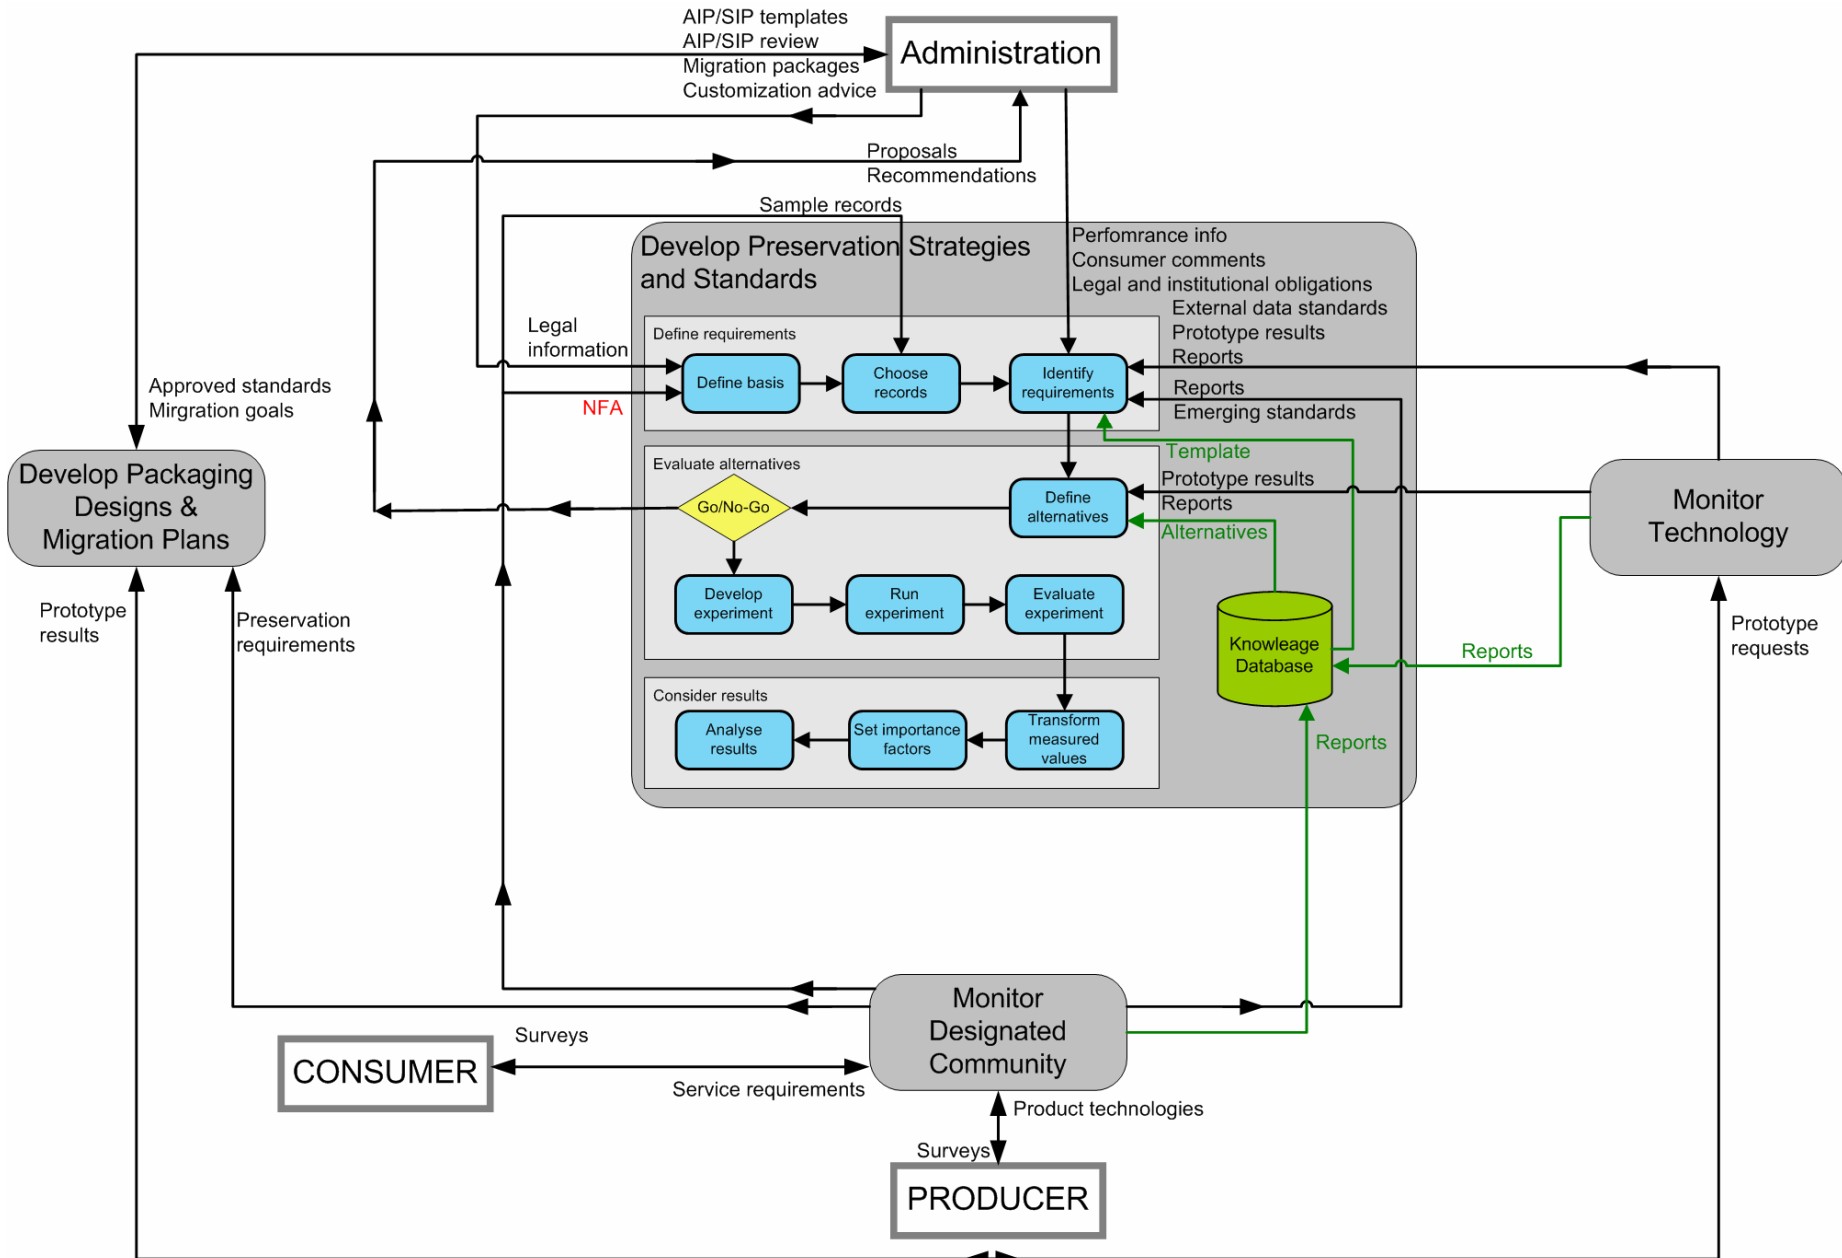 AIP/SIP templates
AIP/SIP review
Migration packages
Customization advice
Administration
Proposals
Recommendations
Sample records
Develop Preservation Strategies
and Standards
Perfomrance info
Consumer comments
Legal and institutional obligations
External data standards
Prototype results
Reports
Legal
information
NFA
Define requirements
Define basis
Choose
records
Identify
requirements
Reports
Emerging standards
Template
Approved standards
Mirgration goals
Develop Packaging
Designs &
Migration Plans
Evaluate alternatives
Go/No-Go
Define
alternatives
Prototype results
Reports
Alternatives
Monitor
Technology
Develop
experiment
Run
experiment
Evaluate
experiment
Knowleage
Database
Reports
Prototype
results
Preservation
requirements
Prototype
requests
Consider results
Analyse
results
Set importance
factors
Transform
measured
values
Reports
Monitor
Designated
Community
Surveys
CONSUMER
Service requirements
Product technologies
Surveys
PRODUCER